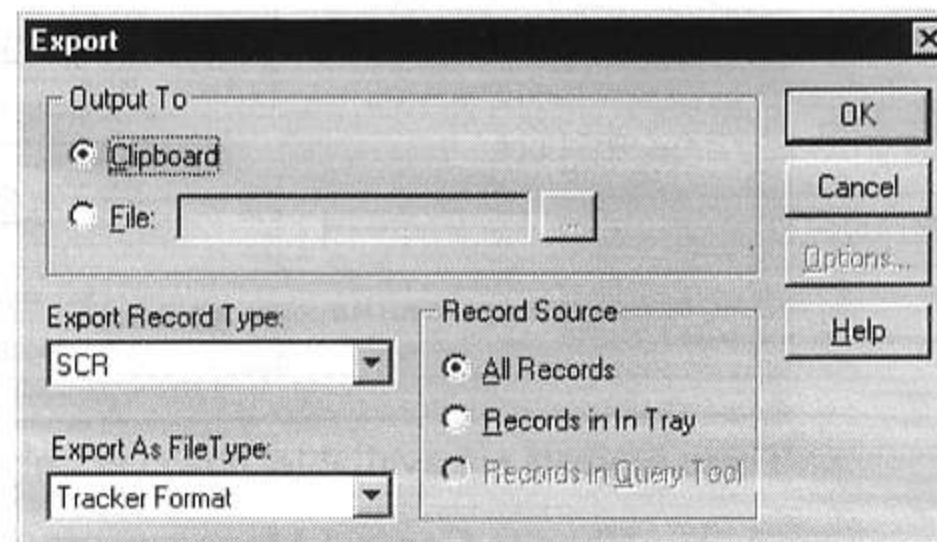 Export
Output To
Clipboard
File:
...
OK
Cancel
Options...
Help
Export Record Type:
SCR
Export As FileType:
Tracker Format
Record Source
All Records
Records in In Tray
Records in Query Tool